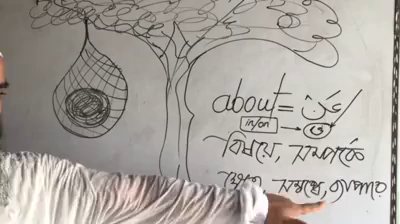 about = عَنْ /
in/on → তে
বিষয়ে, সম্পর্কে
সম্বন্ধে, ব্যাপারে